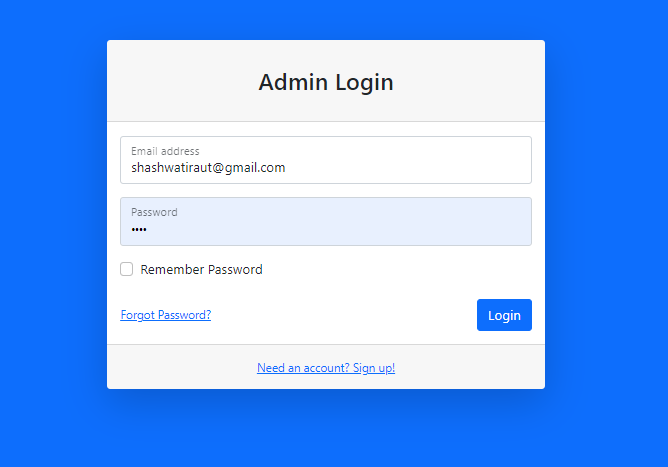 Admin Login
Email address
shashwatiraut@gmail.com
Password
••••
Remember Password
Forgot Password?
Login
Need an account? Sign up!